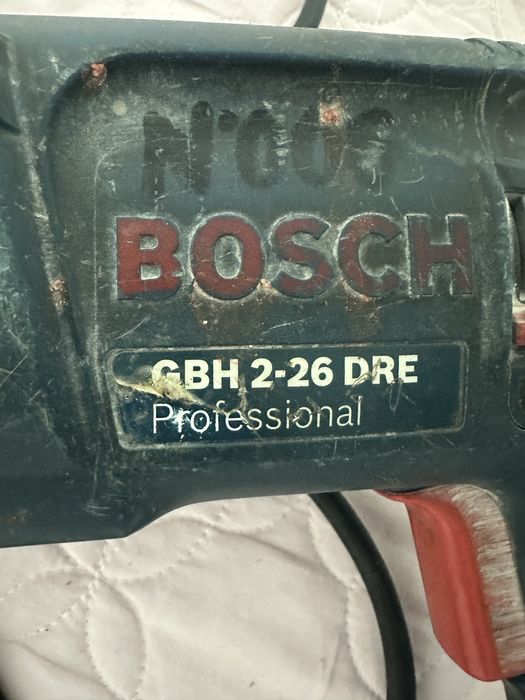 BOSCH
GBH 2-26 DRE
Professional